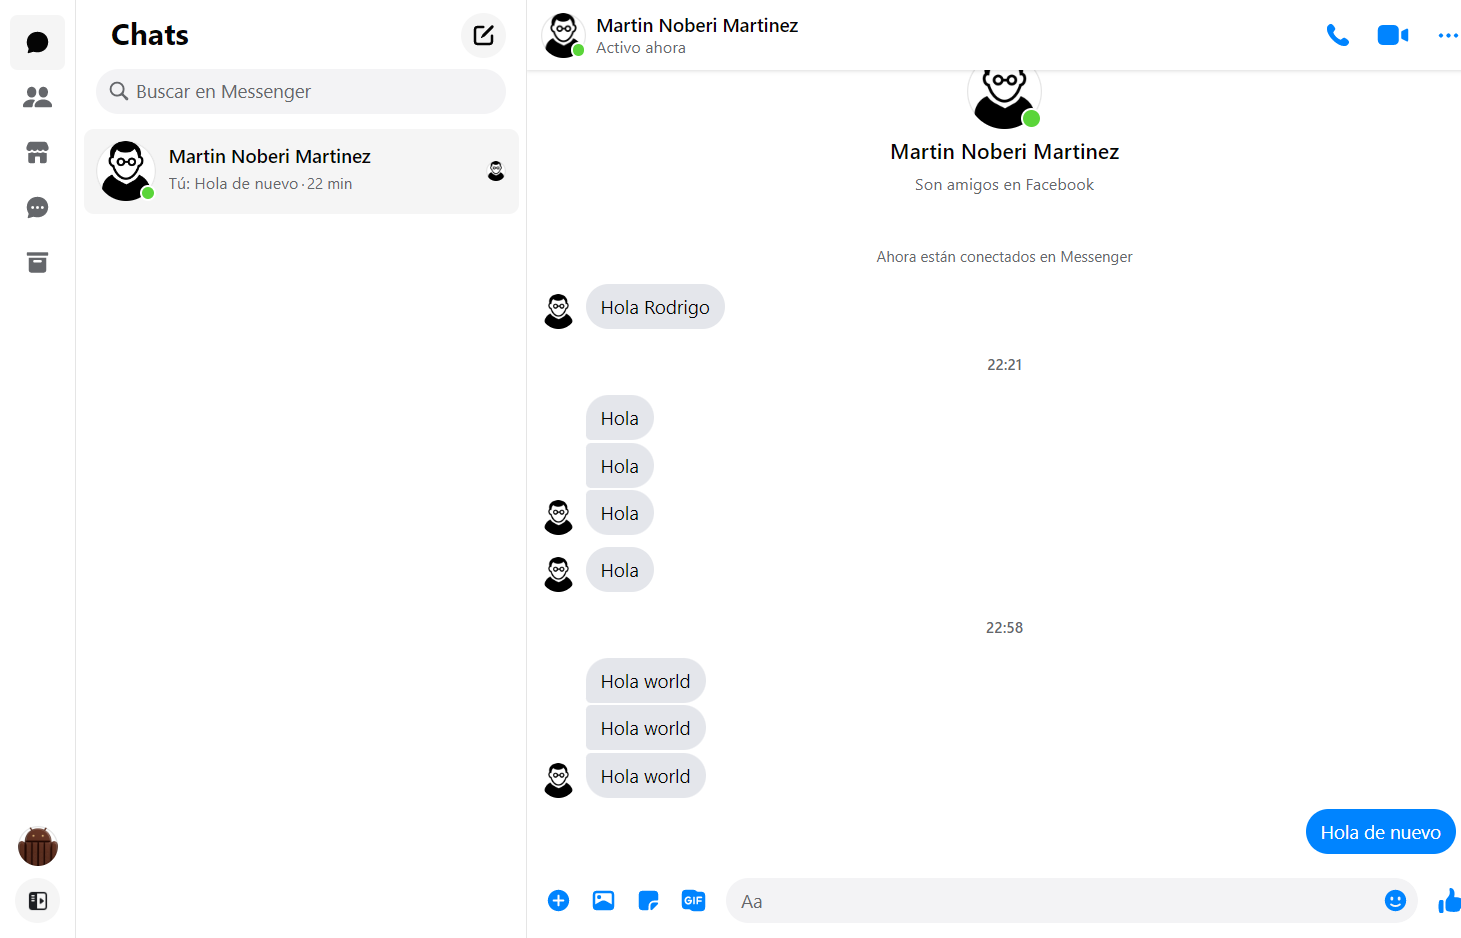 Chats
Buscar en Messenger
Martin Noberi Martinez
Tú: Hola de nuevo · 22 min
Martin Noberi Martinez
Activo ahora
Martin Noberi Martinez
Son amigos en Facebook
Ahora están conectados en Messenger
Hola Rodrigo
22:21
Hola
Hola
Hola
Hola
22:58
Hola world
Hola world
Hola world
Hola de nuevo
GIF
Aa